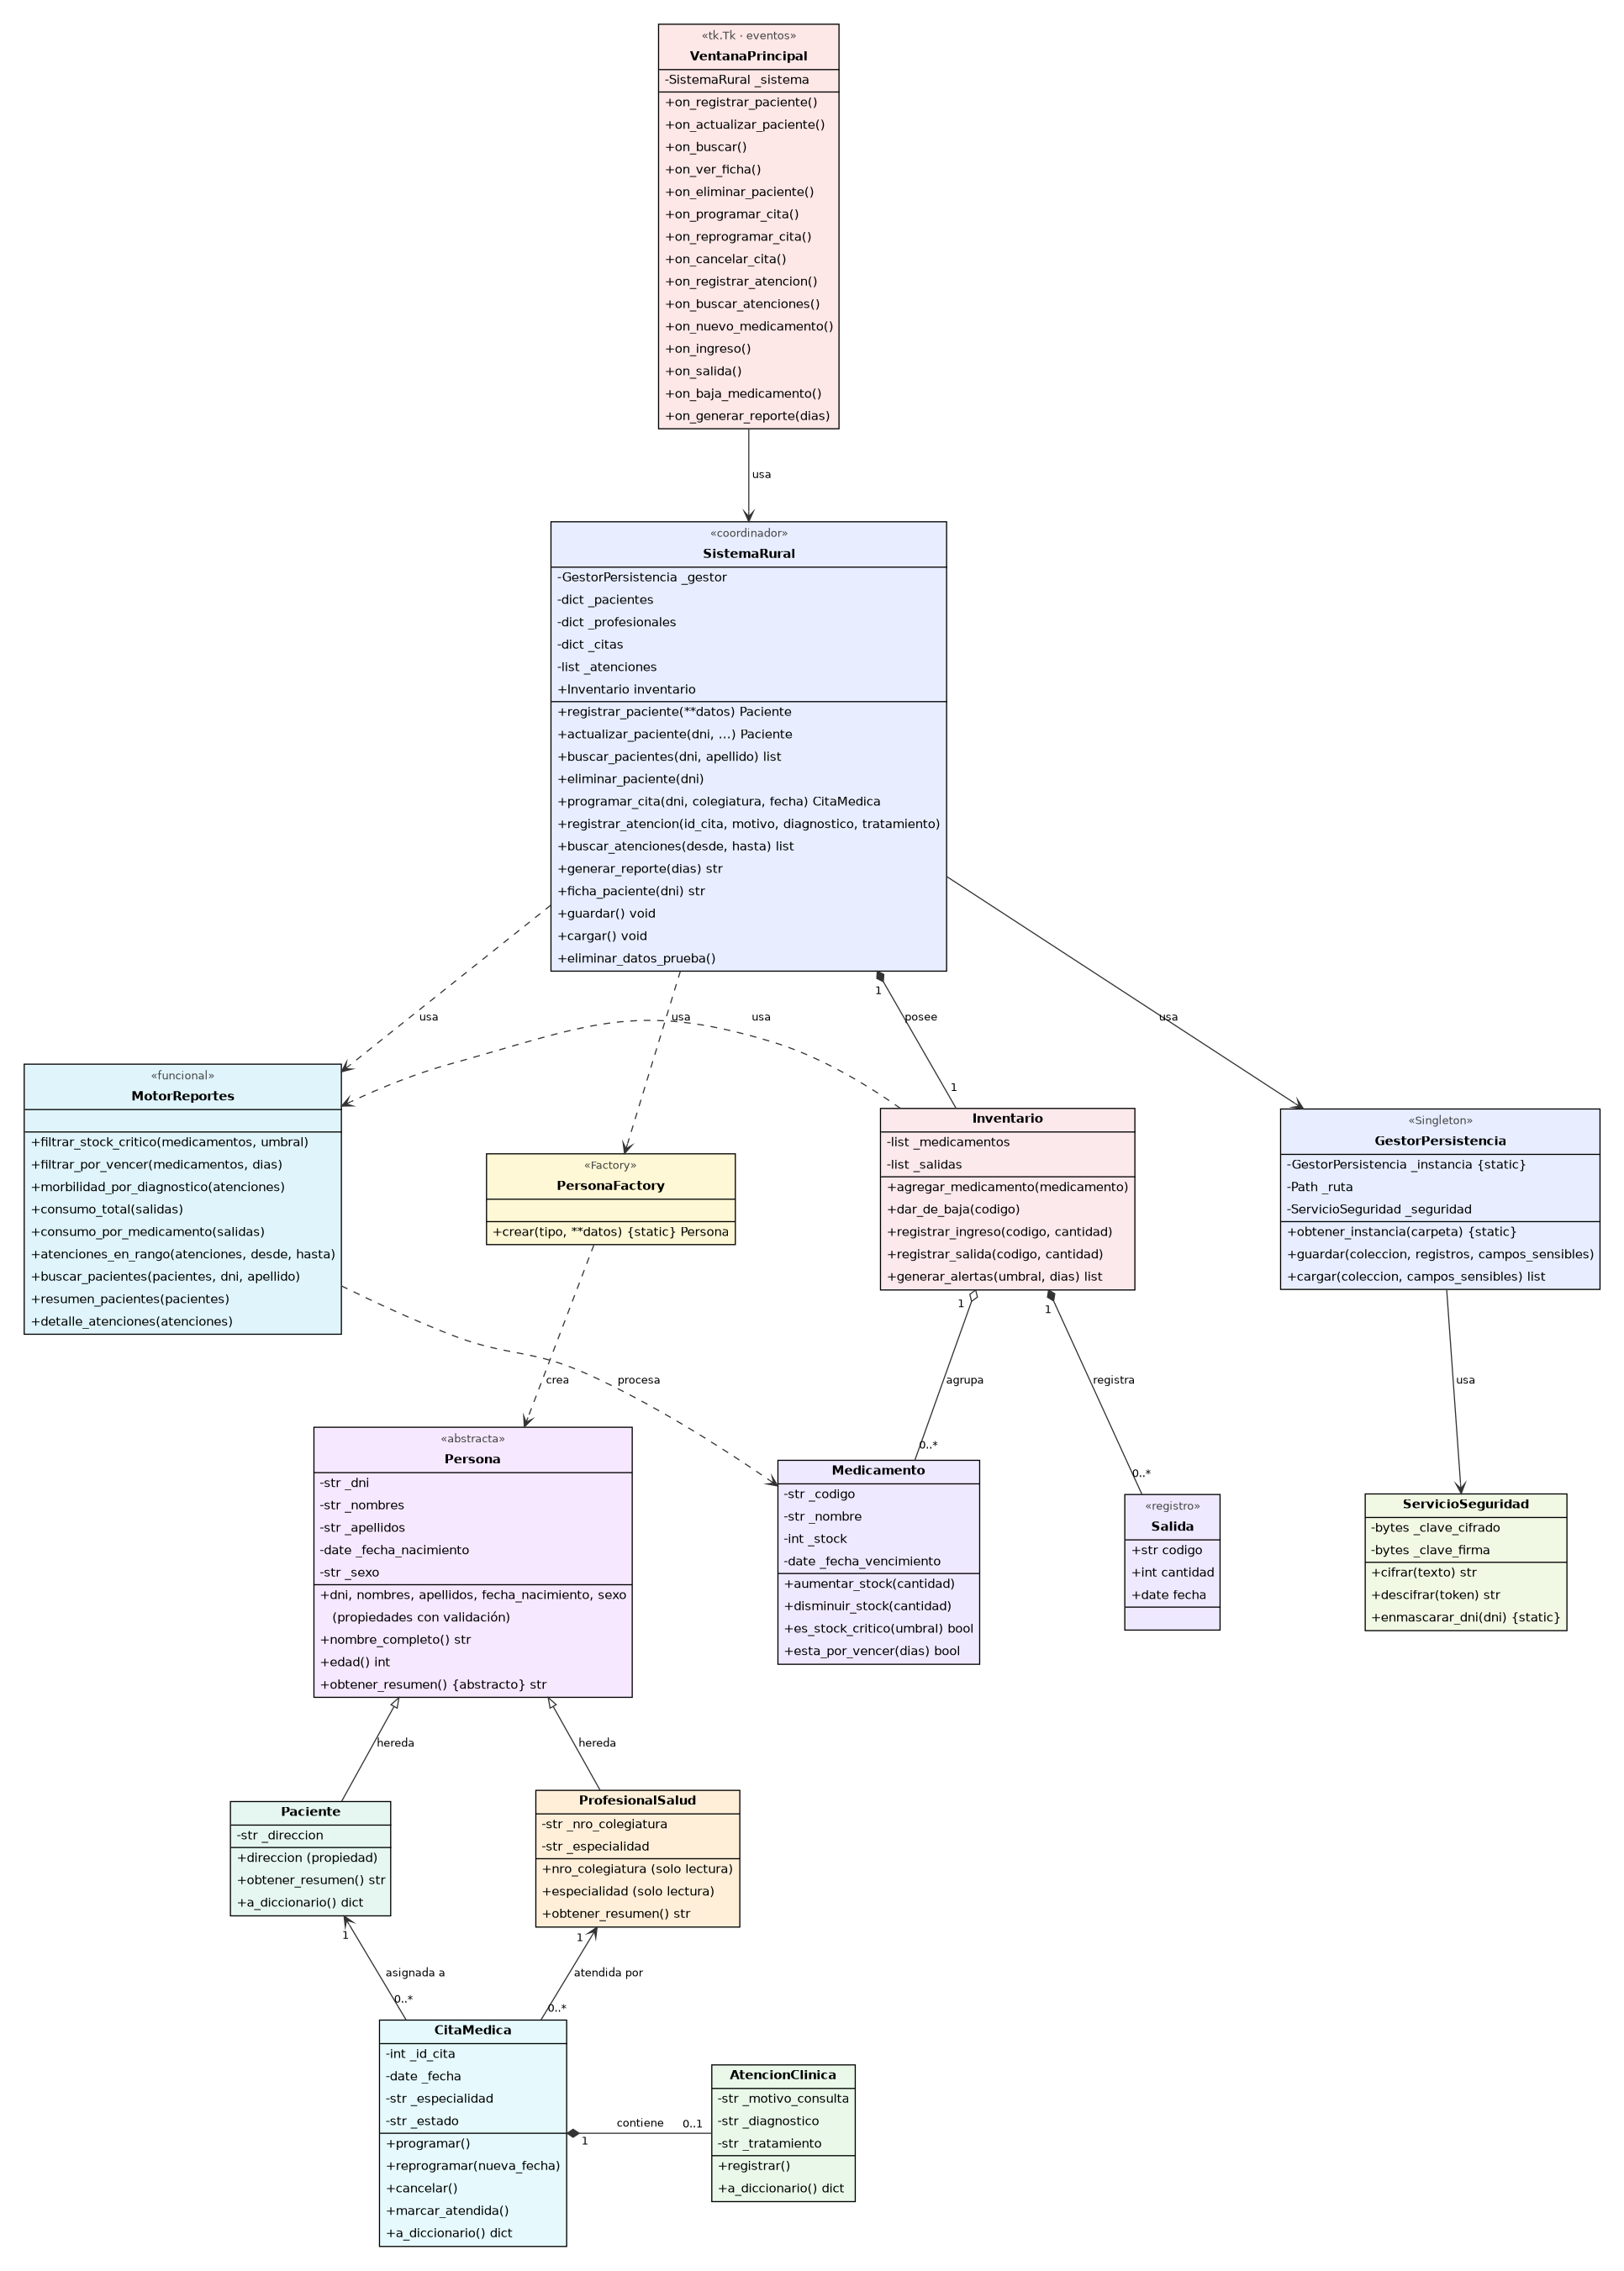 «tk.Tk · eventos»
VentanaPrincipal
-SistemaRural _sistema
+on_registrar_paciente()
+on_actualizar_paciente()
+on_buscar()
+on_ver_ficha()
+on_eliminar_paciente()
+on_programar_cita()
+on_reprogramar_cita()
+on_cancelar_cita()
+on_registrar_atencion()
+on_buscar_atenciones()
+on_nuevo_medicamento()
+on_ingreso()
+on_salida()
+on_baja_medicamento()
+on_generar_reporte(dias)
usa
«coordinador»
SistemaRural
-GestorPersistencia _gestor
-dict _pacientes
-dict _profesionales
-dict _citas
-list _atenciones
+Inventario inventario
+registrar_paciente(**datos) Paciente
+actualizar_paciente(dni, ...) Paciente
+buscar_pacientes(dni, apellido) list
+eliminar_paciente(dni)
+programar_cita(dni, colegiatura, fecha) CitaMedica
+registrar_atencion(id_cita, motivo, diagnostico, tratamiento)
+buscar_atenciones(desde, hasta) list
+generar_reporte(dias) str
+ficha_paciente(dni) str
+guardar() void
+cargar() void
+eliminar_datos_prueba()
1
usa
usa
usa
posee
usa
1
«funcional»
MotorReportes
+filtrar_stock_critico(medicamentos, umbral)
+filtrar_por_vencer(medicamentos, dias)
+morbilidad_por_diagnostico(atenciones)
+consumo_total(salidas)
+consumo_por_medicamento(salidas)
+atenciones_en_rango(atenciones, desde, hasta)
+buscar_pacientes(pacientes, dni, apellido)
+resumen_pacientes(pacientes)
+detalle_atenciones(atenciones)
«Factory»
PersonaFactory
+crear(tipo, **datos) {static} Persona
Inventario
-list _medicamentos
-list _salidas
+agregar_medicamento(medicamento)
+dar_de_baja(codigo)
+registrar_ingreso(codigo, cantidad)
+registrar_salida(codigo, cantidad)
+generar_alertas(umbral, dias) list
«Singleton»
GestorPersistencia
-GestorPersistencia _instancia {static}
-Path _ruta
-ServicioSeguridad _seguridad
+obtener_instancia(carpeta) {static}
+guardar(coleccion, registros, campos_sensibles)
+cargar(coleccion, campos_sensibles) list
1
1
crea
procesa
agrupa
registra
usa
0..*
0..*
«abstracta»
Persona
-str _dni
-str _nombres
-str _apellidos
-date _fecha_nacimiento
-str _sexo
+dni, nombres, apellidos, fecha_nacimiento, sexo
(propiedades con validación)
+nombre_completo() str
+edad() int
+obtener_resumen() {abstracto} str
Medicamento
-str _codigo
-str _nombre
-int _stock
-date _fecha_vencimiento
+aumentar_stock(cantidad)
+disminuir_stock(cantidad)
+es_stock_critico(umbral) bool
+esta_por_vencer(dias) bool
«registro»
Salida
+str codigo
+int cantidad
+date fecha
ServicioSeguridad
-bytes _clave_cifrado
-bytes _clave_firma
+cifrar(texto) str
+descifrar(token) str
+enmascarar_dni(dni) {static}
hereda
hereda
Paciente
-str _direccion
+direccion (propiedad)
+obtener_resumen() str
+a_diccionario() dict
ProfesionalSalud
-str _nro_colegiatura
-str _especialidad
+nro_colegiatura (solo lectura)
+especialidad (solo lectura)
+obtener_resumen() str
1
1
asignada a
atendida por
0..*
0..*
CitaMedica
-int _id_cita
-date _fecha
-str _especialidad
-str _estado
+programar()
+reprogramar(nueva_fecha)
+cancelar()
+marcar_atendida()
+a_diccionario() dict
contiene
0..1
1
AtencionClinica
-str _motivo_consulta
-str _diagnostico
-str _tratamiento
+registrar()
+a_diccionario() dict